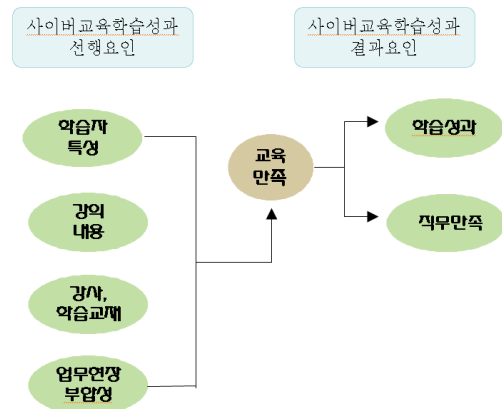 사이버교육학습성과
선행요인
사이버교육학습성과
결과요인
학습자
특성
강의
내용
강사,
학습교재
업무현장
부합성
교육
만족
학습성과
직무만족